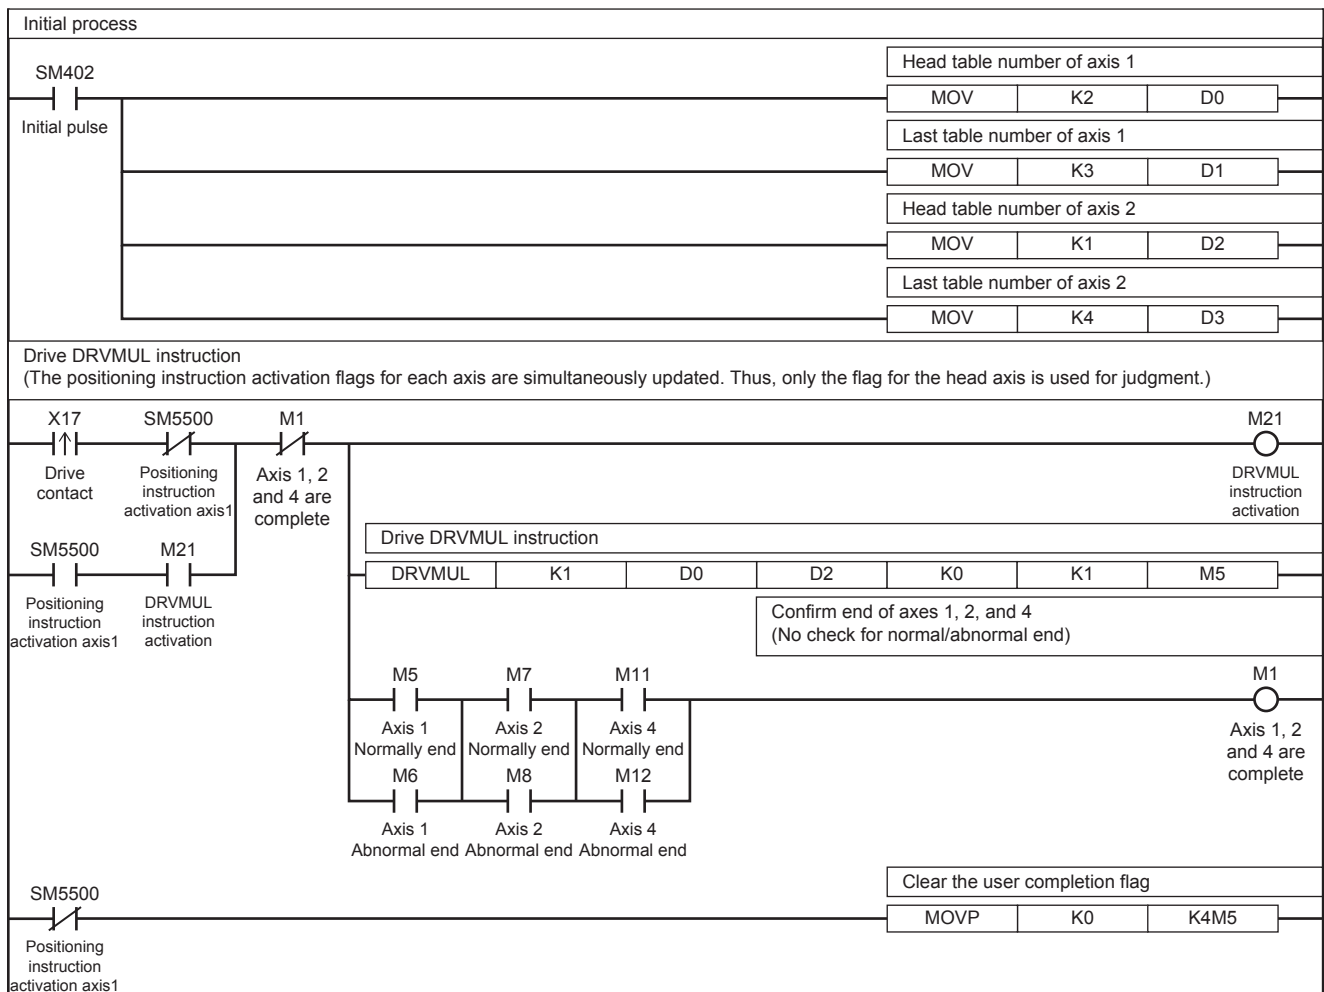 Initial process
SM402
Initial pulse
Head table number of axis 1
MOV K2 D0
Last table number of axis 1
MOV K3 D1
Head table number of axis 2
MOV K1 D2
Last table number of axis 2
MOV K4 D3
Drive DRVMUL instruction
(The positioning instruction activation flags for each axis are simultaneously updated. Thus, only the flag for the head axis is used for judgment.)
X17 SM5500 M1 M21
Drive
contact
Positioning
instruction
activation axis1
Axis 1, 2
and 4 are
complete
DRVMUL
instruction
activation
SM5500 M21
Positioning
instruction
activation axis1
DRVMUL
instruction
activation
Drive DRVMUL instruction
DRVMUL K1 D0 D2 K0 K1 M5
Confirm end of axes 1, 2, and 4
(No check for normal/abnormal end)
M5 M7 M11 M1
Axis 1
Normally end
Axis 2
Normally end
Axis 4
Normally end
Axis 1, 2
and 4 are
complete
M6 M8 M12
Axis 1
Abnormal end
Axis 2
Abnormal end
Axis 4
Abnormal end
SM5500
Positioning
instruction
activation axis1
Clear the user completion flag
MOVP K0 K4M5